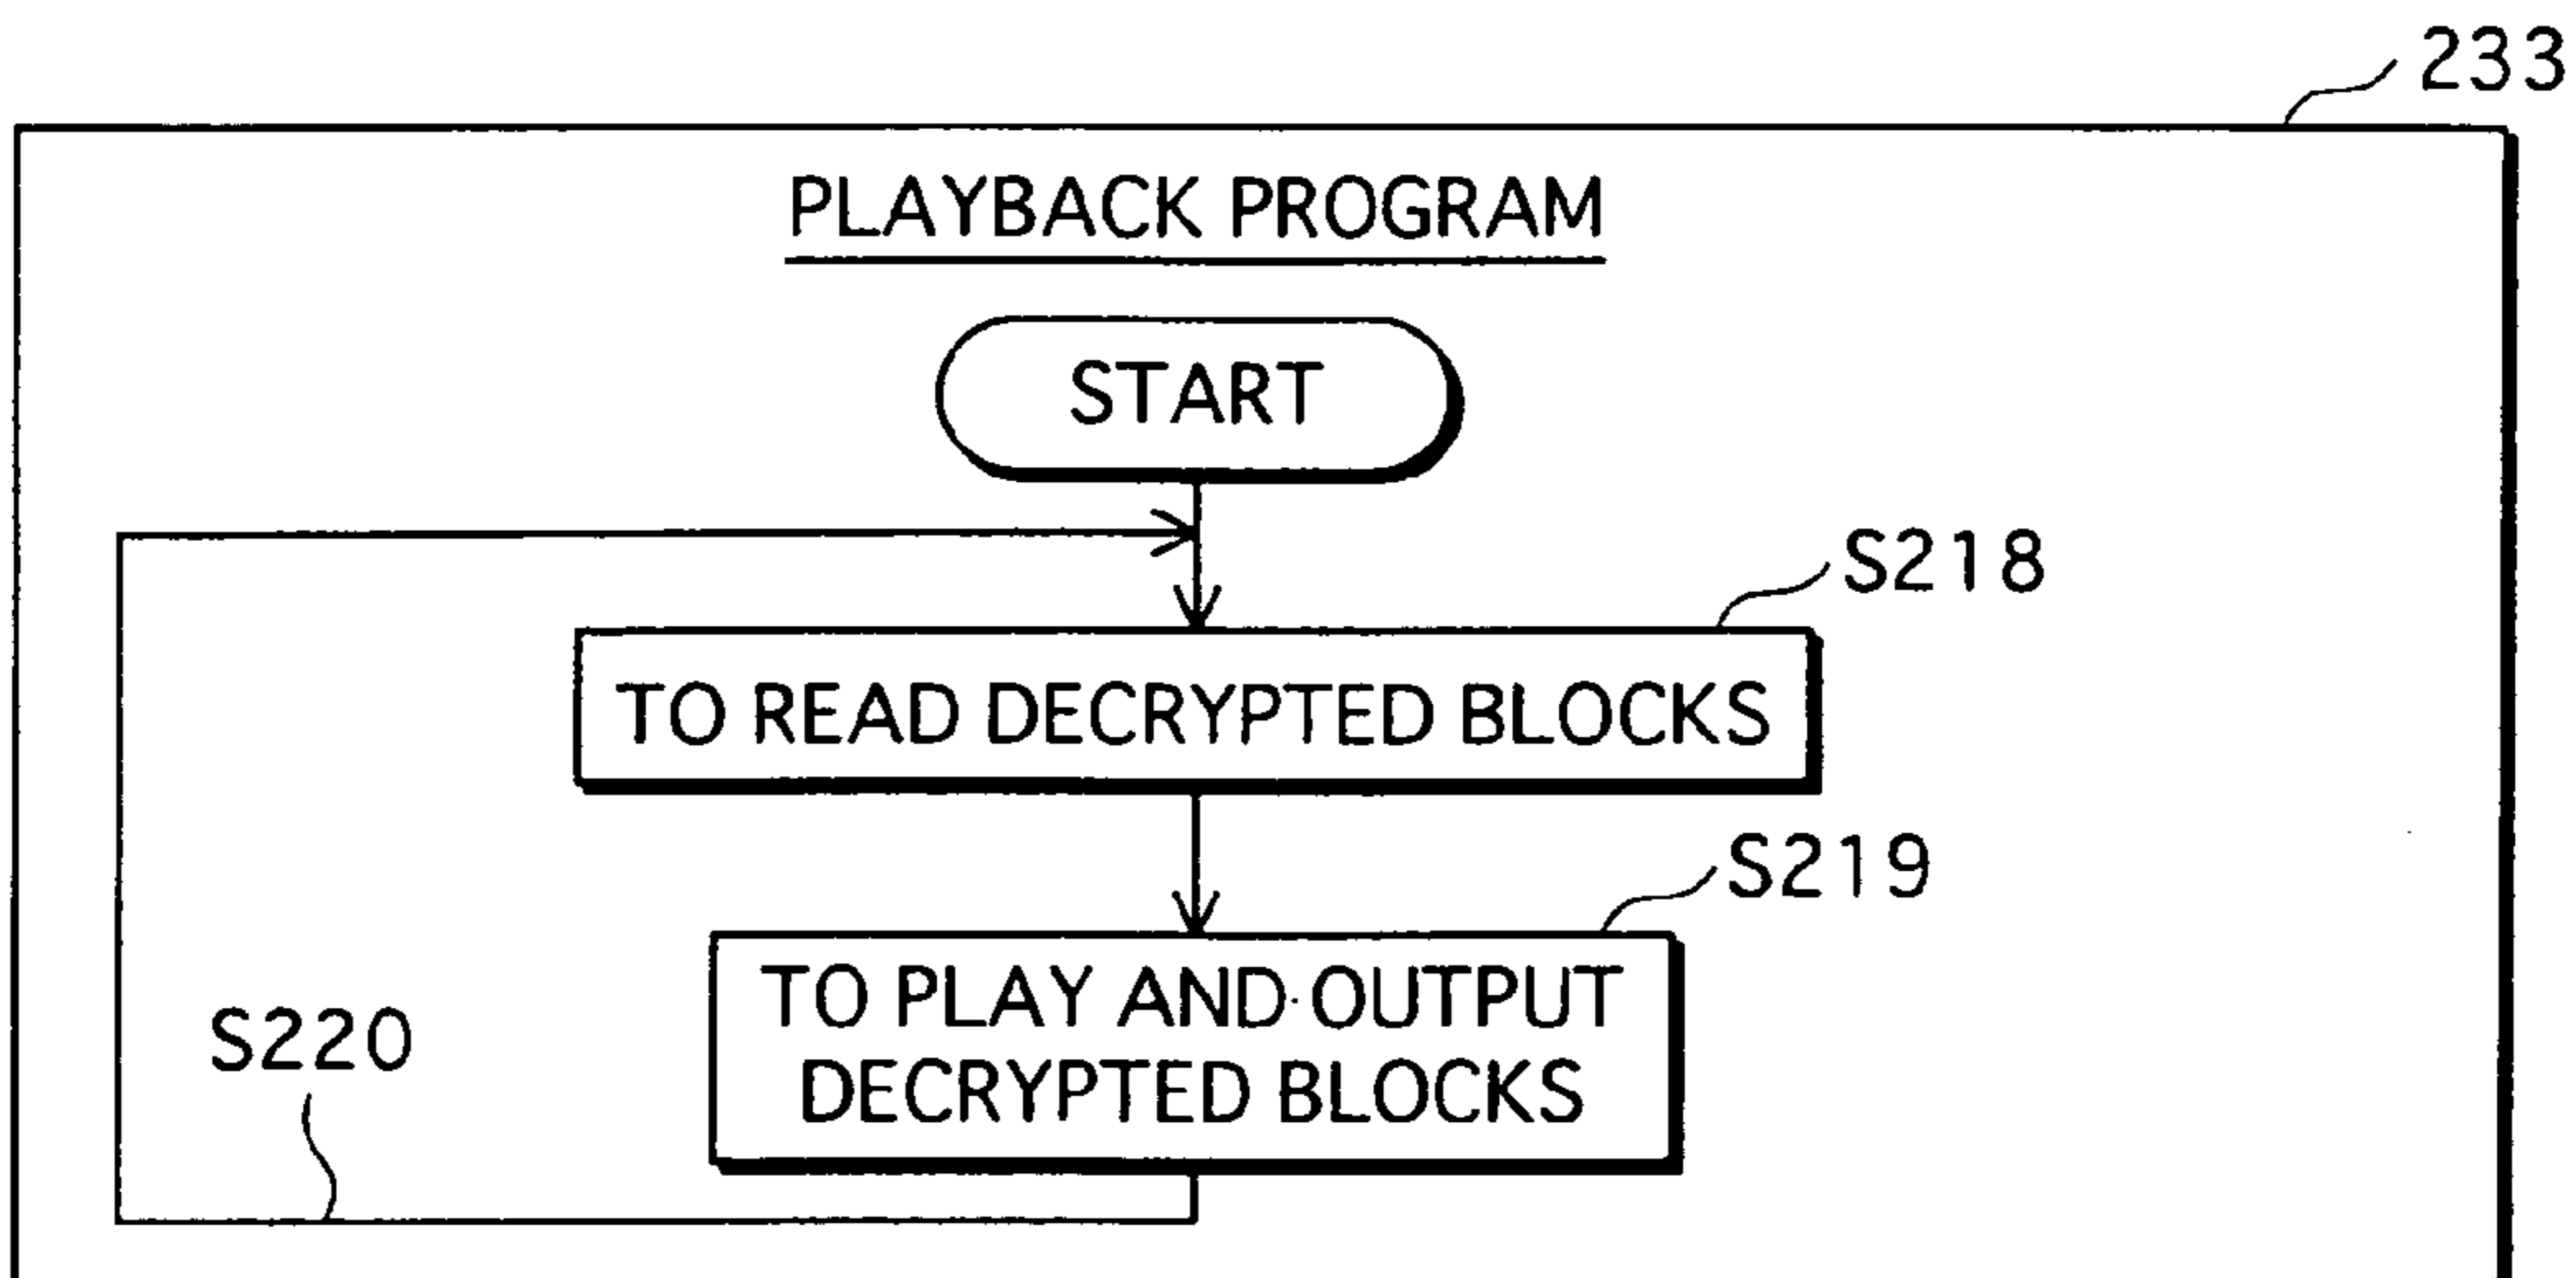 233
PLAYBACK PROGRAM
START
S218
TO READ DECRYPTED BLOCKS
S219
TO PLAY AND OUTPUT
DECRYPTED BLOCKS
S220